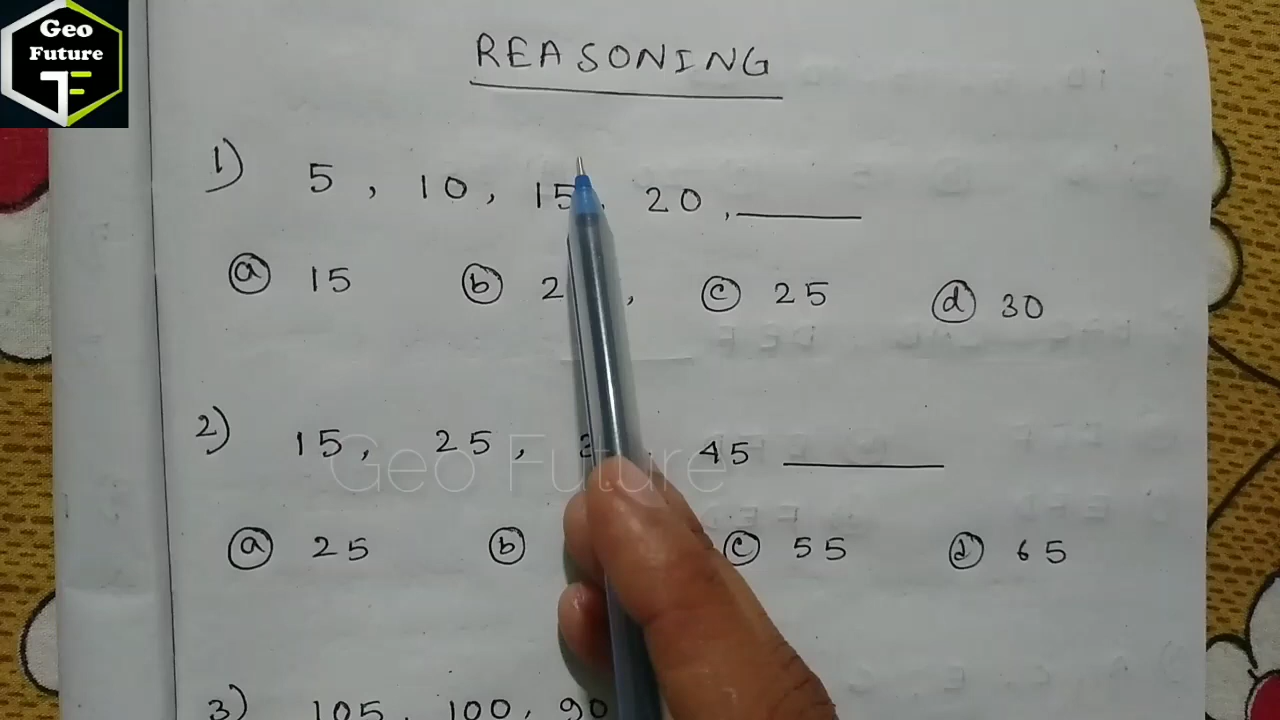 Geo
Future
REASONING
1) 5, 10, 15, 20, ______
ⓐ 15 ⓑ 2 , ⓒ 25 ⓓ 30
2) 15, 25, 45 ______
Geo Future
ⓐ 25 ⓑ ⓒ 55 ⓓ 65
3) 105, 100, 90